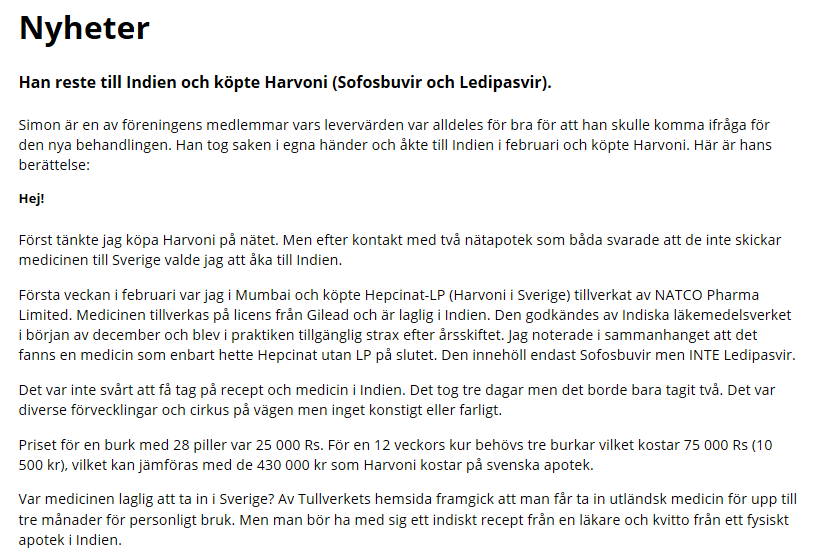 Nyheter
Han reste till Indien och köpte Harvoni (Sofosbuvir och Ledipasvir).
Simon är en av föreningens medlemmar vars levervärden var alldeles för bra för att han skulle komma ifråga för
den nya behandlingen. Han tog saken i egna händer och åkte till Indien i februari och köpte Harvoni. Här är hans
berättelse:
Hej!
Först tänkte jag köpa Harvoni på nätet. Men efter kontakt med två nätapotek som båda svarade att de inte skickar
medicinen till Sverige valde jag att åka till Indien.
Första veckan i februari var jag i Mumbai och köpte Hepcinat-LP (Harvoni i Sverige) tillverkat av NATCO Pharma
Limited. Medicinen tillverkas på licens från Gilead och är laglig i Indien. Den godkändes av Indiska läkemedelsverket
i början av december och blev i praktiken tillgänglig strax efter årsskiftet. Jag noterade i sammanhanget att det
fanns en medicin som enbart hette Hepcinat utan LP på slutet. Den innehöll endast Sofosbuvir men INTE Ledipasvir.
Det var inte svårt att få tag på recept och medicin i Indien. Det tog tre dagar men det borde bara tagit två. Det var
diverse förvecklingar och cirkus på vägen men inget konstigt eller farligt.
Priset för en burk med 28 piller var 25 000 Rs. För en 12 veckors kur behövs tre burkar vilket kostar 75 000 Rs (10
500 kr), vilket kan jämföras med de 430 000 kr som Harvoni kostar på svenska apotek.
Var medicinen laglig att ta in i Sverige? Av Tullverkets hemsida framgick att man får ta in utländsk medicin för upp till
tre månader för personligt bruk. Men man bör ha med sig ett indiskt recept från en läkare och kvitto från ett fysiskt
apotek i Indien.